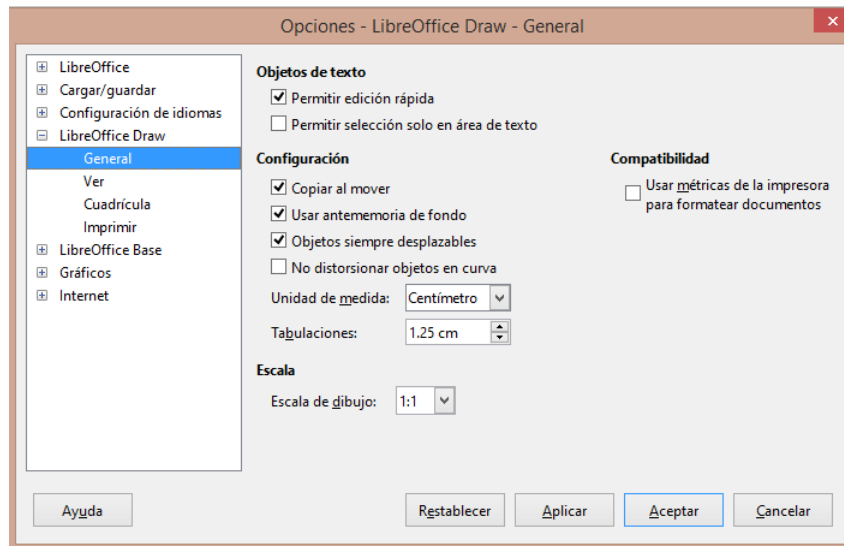 Opciones - LibreOffice Draw - General
LibreOffice
Cargar/guardar
Configuración de idiomas
LibreOffice Draw
General
Ver
Cuadrícula
Imprimir
LibreOffice Base
Gráficos
Internet
Objetos de texto
Permitir edición rápida
Permitir selección solo en área de texto
Configuración
Copiar al mover
Usar antememoria de fondo
Objetos siempre desplazables
No distorsionar objetos en curva
Unidad de medida: Centímetro
Tabulaciones: 1.25 cm
Compatibilidad
Usar métricas de la impresora
para formatear documentos
Escala
Escala de dibujo: 1:1
Ayuda
Restablecer
Aplicar
Aceptar
Cancelar